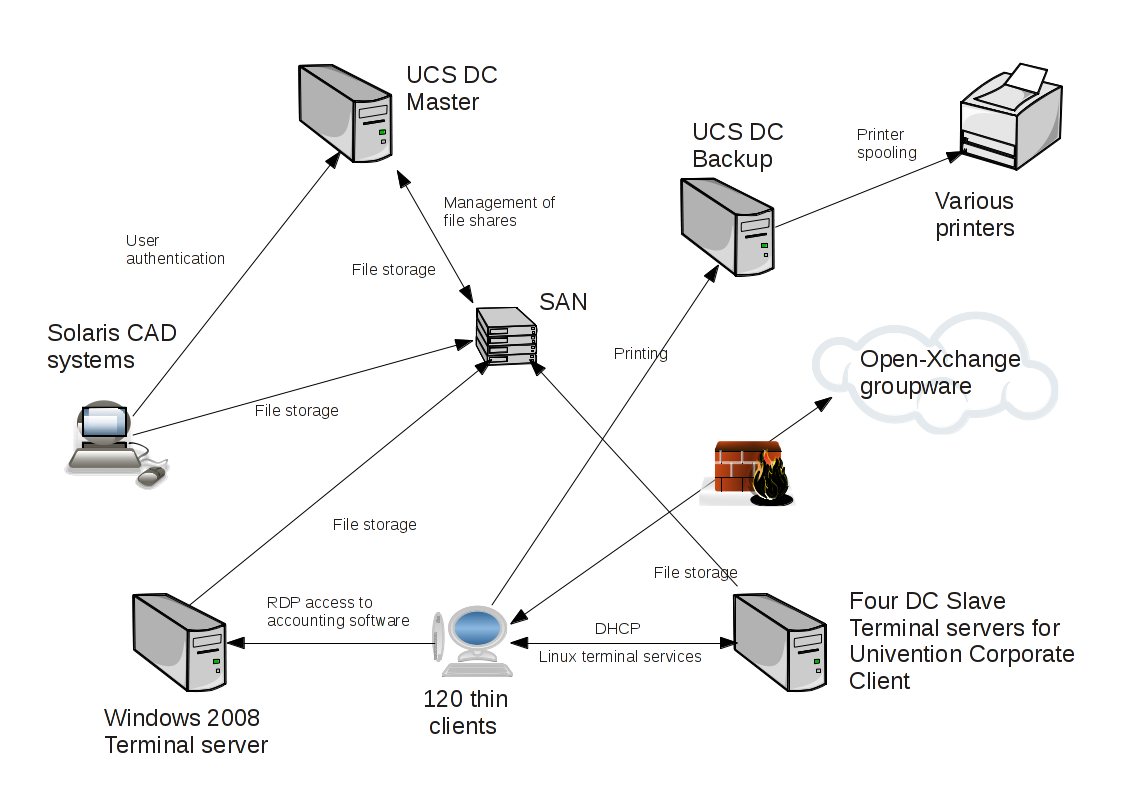 UCS DC
Master
UCS DC
Backup
Printer
spooling
Various
printers
Management of
file shares
User
authentication
File storage
SAN
Solaris CAD
systems
Printing
Open-Xchange
groupware
File storage
File storage
File storage
RDP access to
accounting software
DHCP
Linux terminal services
Four DC Slave
Terminal servers for
Univention Corporate
Client
120 thin
clients
Windows 2008
Terminal server